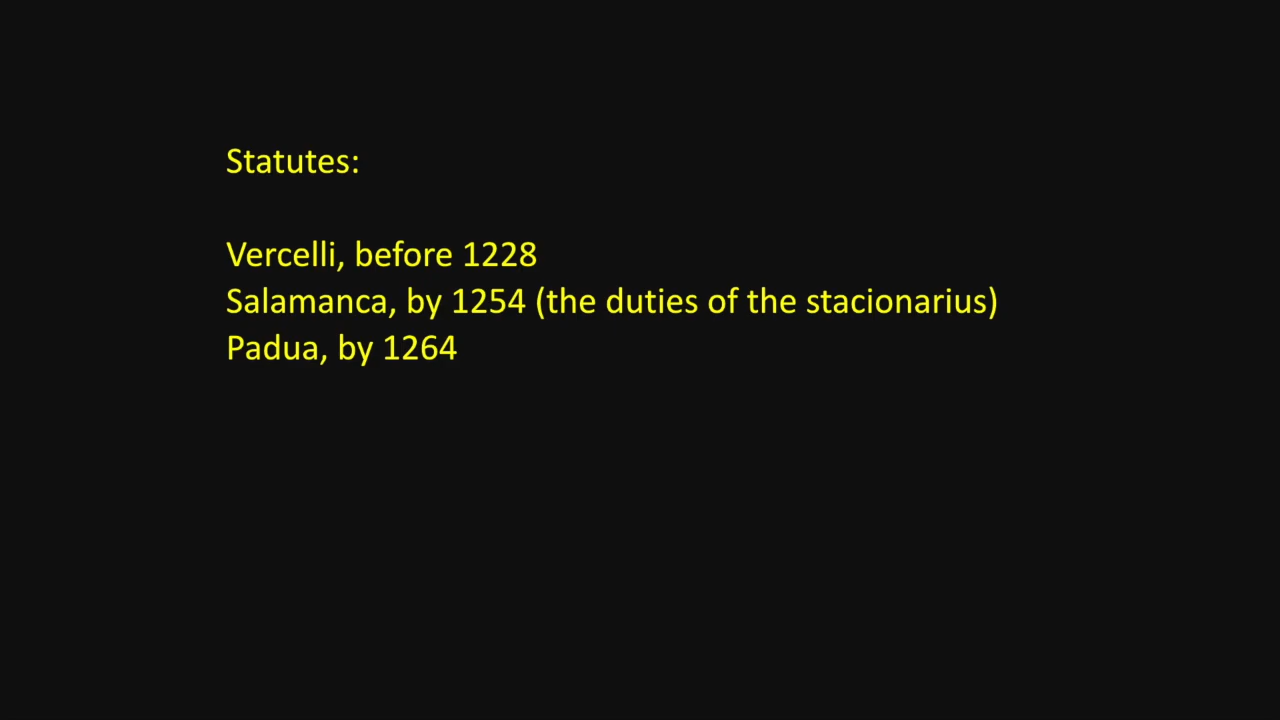 Statutes:
Vercelli, before 1228
Salamanca, by 1254 (the duties of the stacionarius)
Padua, by 1264